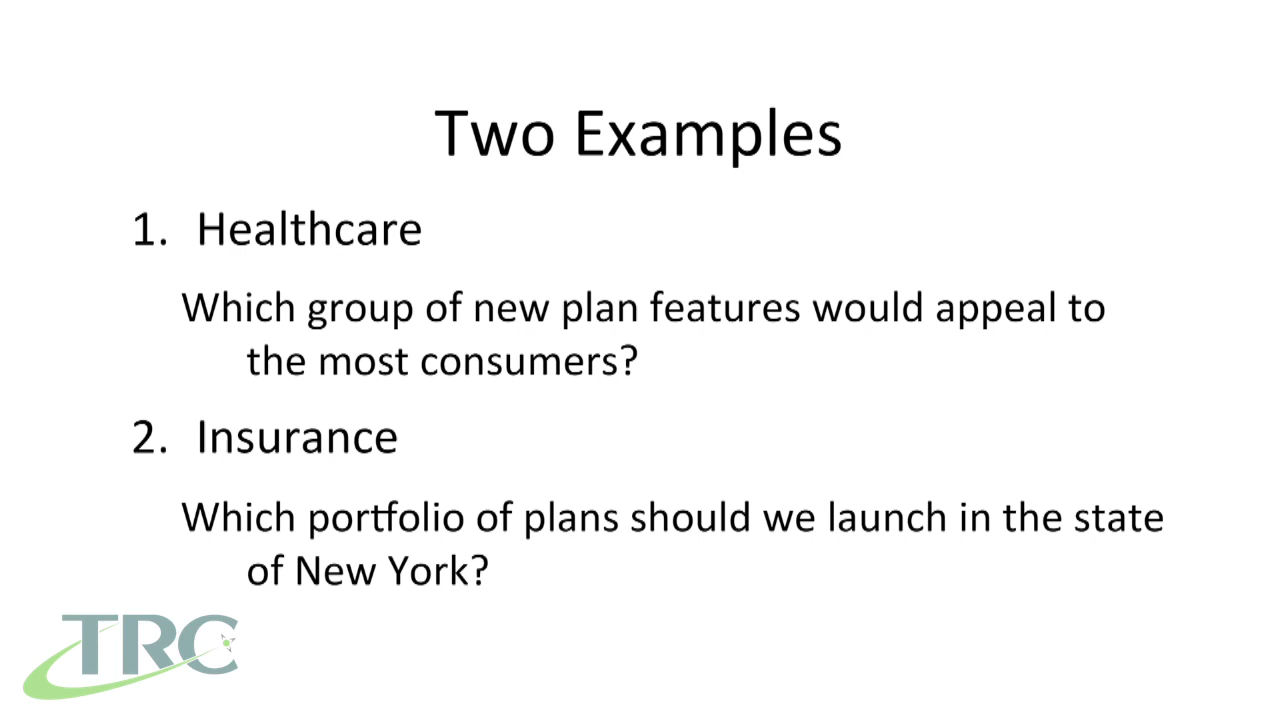 Two Examples
1. Healthcare
Which group of new plan features would appeal to
the most consumers?
2. Insurance
Which portfolio of plans should we launch in the state
of New York?
TRC